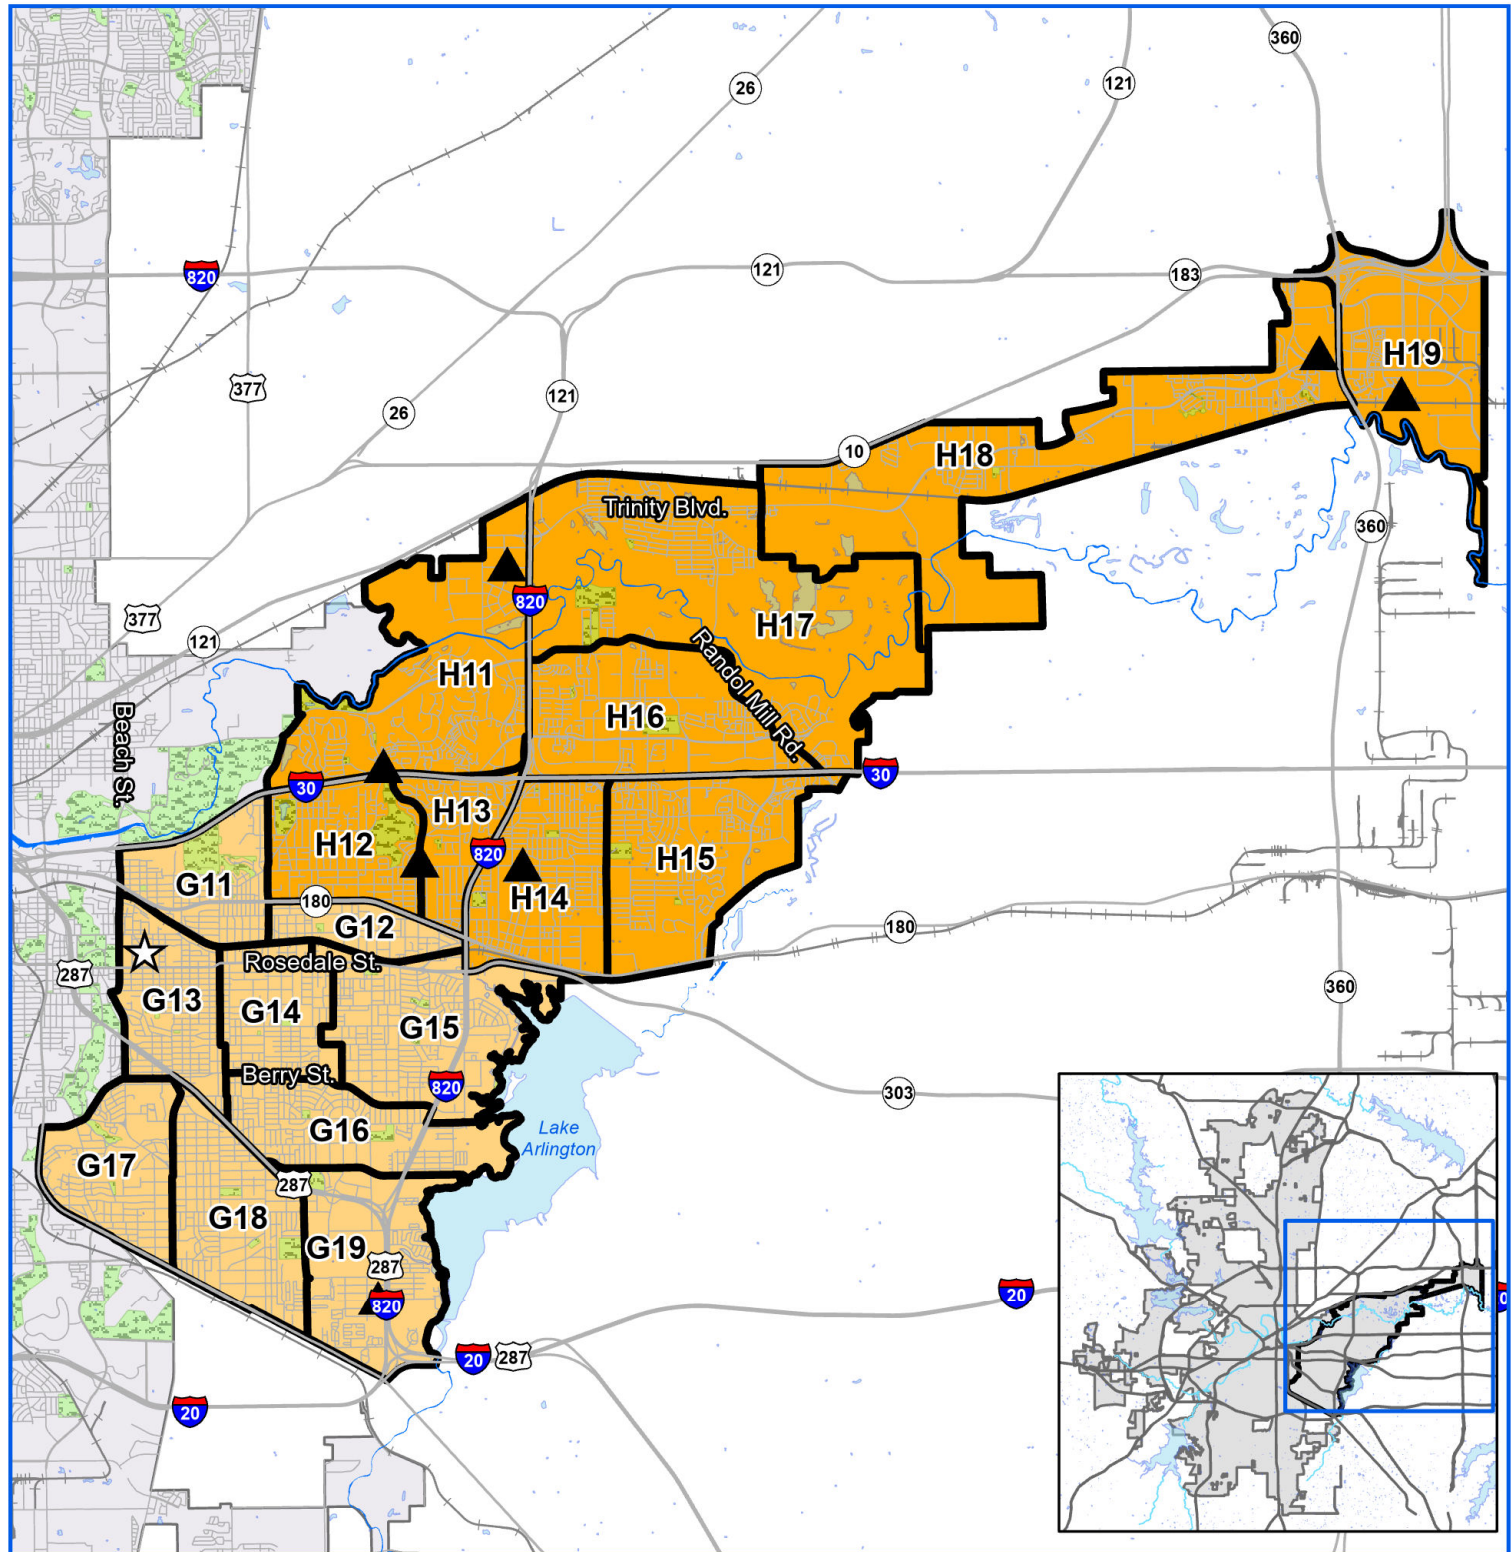 360
26
121
820
121
183
377
26
121
H19
10
H18
Trinity Blvd.
360
820
377
121
H17
Randol Mill Rd.
H11
H16
Beach St.
30
30
H13
H12
820
H15
G11
H14
180
G12
180
Rosedale St.
287
G13
G14
G15
360
Berry St.
820
303
G16
Lake
Arlington
G17
287
G18
G19
287
820
20
20
287
20
0